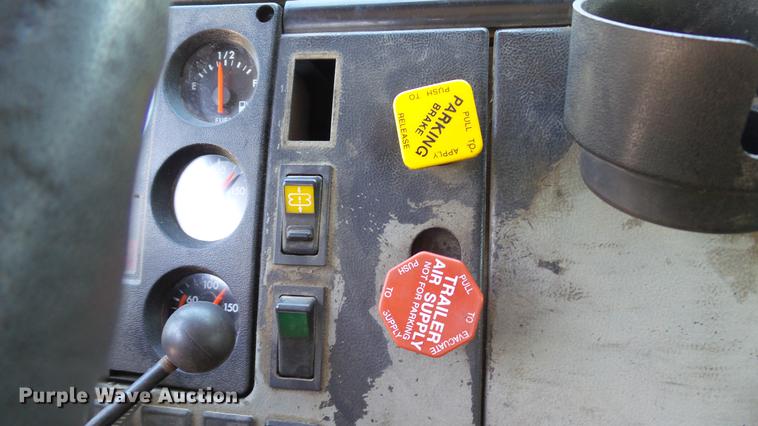 1/2
E
F
FUEL
150
100
60
150
PULL TO APPLY
PARKING
BRAKE
PUSH TO RELEASE
PULL TO EVACUATE
TRAILER
AIR SUPPLY
NOT FOR PARKING
PUSH TO SUPPLY
Purple Wave Auction